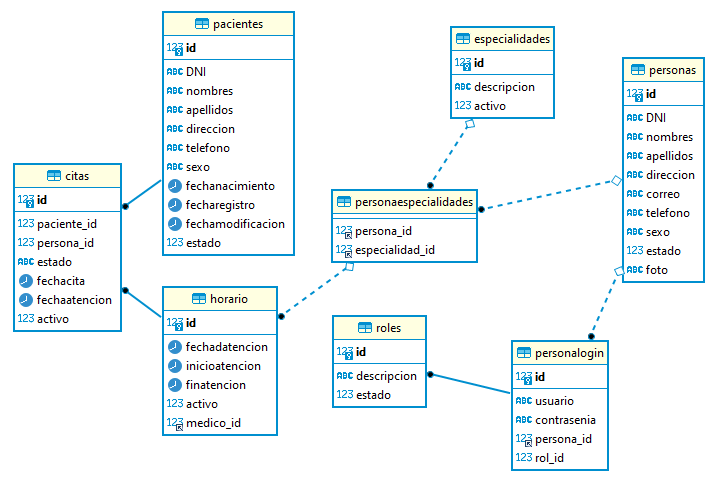 pacientes
123 id
ABC DNI
ABC nombres
ABC apellidos
ABC direccion
ABC telefono
ABC sexo
fechanacimiento
fecharegistro
fechamodificacion
123 estado
especialidades
123 id
ABC descripcion
123 activo
personas
123 id
ABC DNI
ABC nombres
ABC apellidos
ABC direccion
ABC correo
ABC telefono
ABC sexo
123 estado
ABC foto
citas
123 id
123 paciente_id
123 persona_id
ABC estado
fechacita
fechaatencion
123 activo
personaespecialidades
123 persona_id
123 especialidad_id
horario
123 id
fechadatencion
inicioatencion
finatencion
123 activo
123 medico_id
roles
123 id
ABC descripcion
123 estado
personalogin
123 id
ABC usuario
ABC contrasenia
123 persona_id
123 rol_id